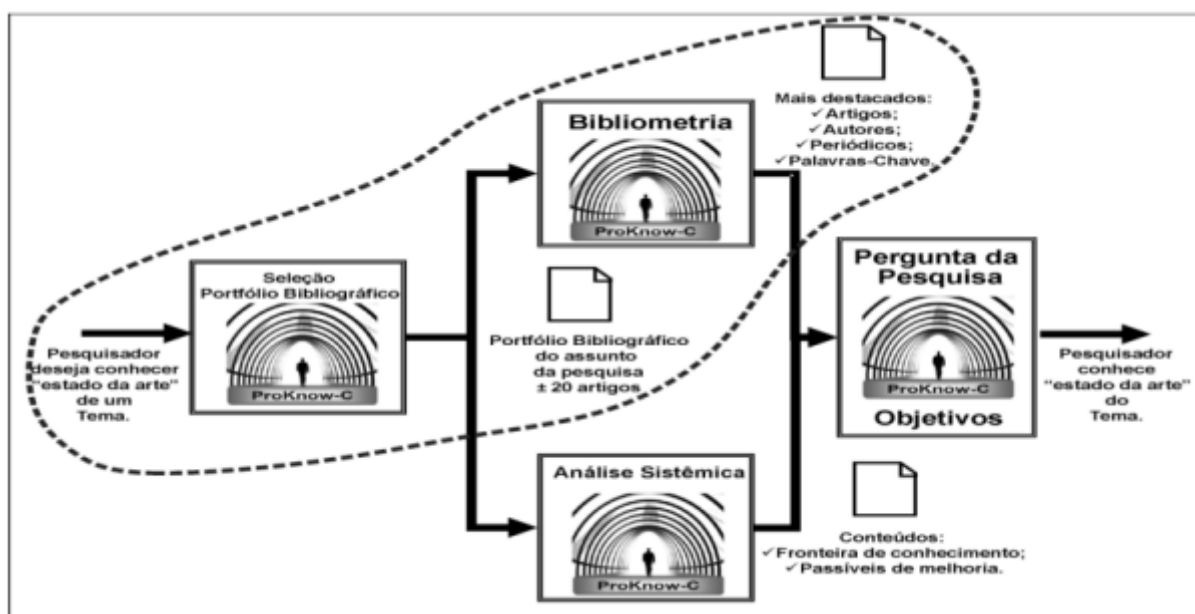 Mais destacados:
✓Artigos;
✓Autores;
✓Periódicos;
✓Palavras-Chave.
Bibliometria
ProKnow-C
Seleção
Portfólio Bibliográfico
ProKnow-C
Pesquisador
deseja conhecer
“estado da arte”
de um
Tema.
Portfólio Bibliográfico
do assunto
da pesquisa
± 20 artigos
Pergunta da
Pesquisa
ProKnow-C
Objetivos
Pesquisador
conhece
“estado da arte”
do
Tema.
Análise Sistêmica
ProKnow-C
Conteúdos:
✓Fronteira de conhecimento;
✓Passíveis de melhoria.